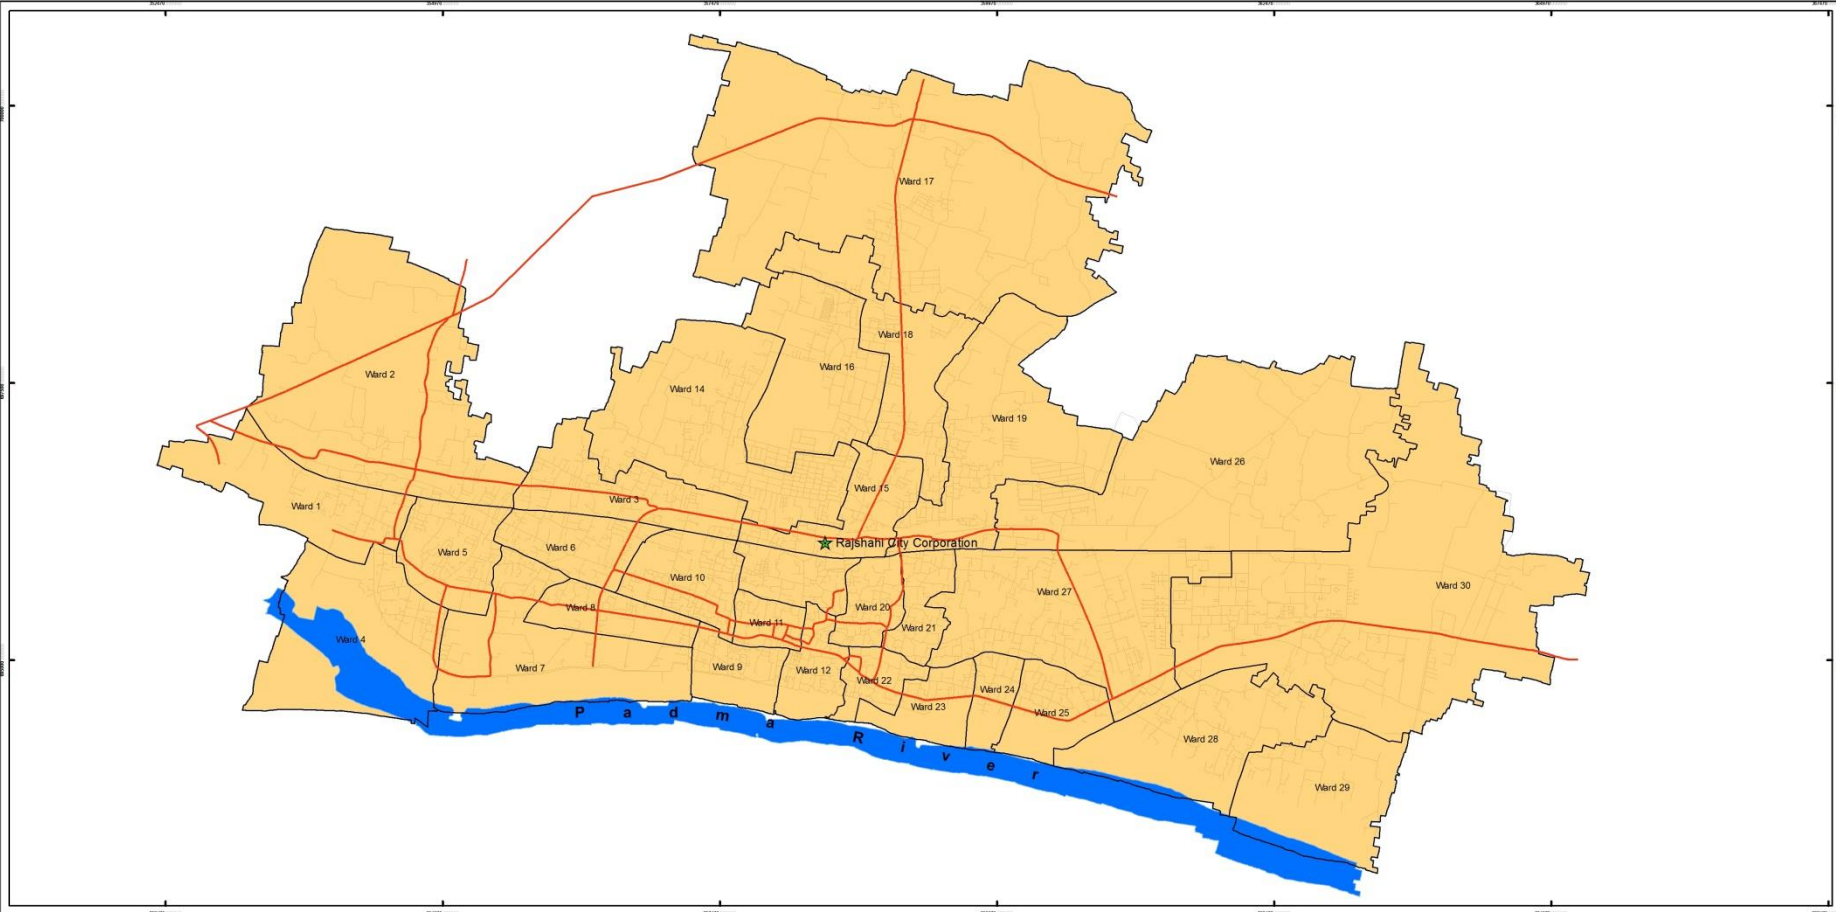 Ward 17
Ward 18
Ward 16
Ward 2
Ward 14
Ward 19
Ward 26
Ward 15
Ward 3
Ward 1
Rajshahi City Corporation
Ward 6
Ward 5
Ward 10
Ward 30
Ward 27
Ward 8
Ward 20
Ward 11
Ward 21
Ward 4
Ward 7
Ward 9
Ward 12
Ward 22
Ward 24
Ward 23
Ward 25
Padma River
Ward 28
Ward 29